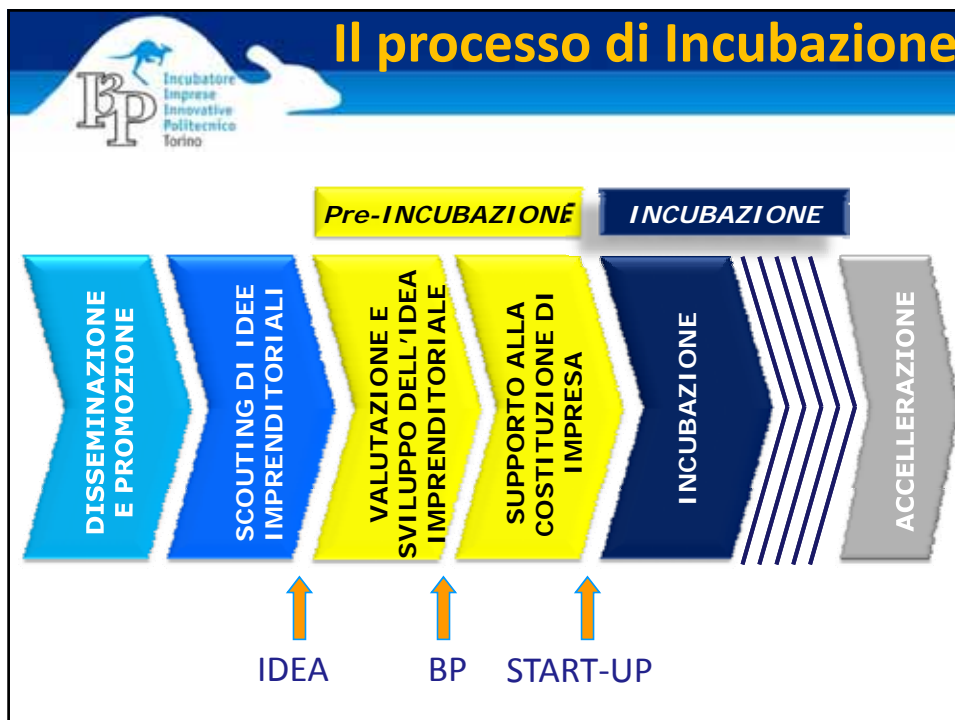 Il processo di Incubazione
I3P
Incubatore
Imprese
Innovative
Politecnico
Torino
Pre-INCUBAZIONE
INCUBAZIONE
DISSEMINAZIONE
E PROMOZIONE
SCOUTING DI IDEE
IMPRENDITORIALI
VALUTAZIONE E
SVILUPPO DELL'IDEA
IMPRENDITORIALE
SUPPORTO ALLA
COSTITUZIONE DI
IMPRESA
INCUBAZIONE
ACCELLERAZIONE
IDEA
BP
START-UP